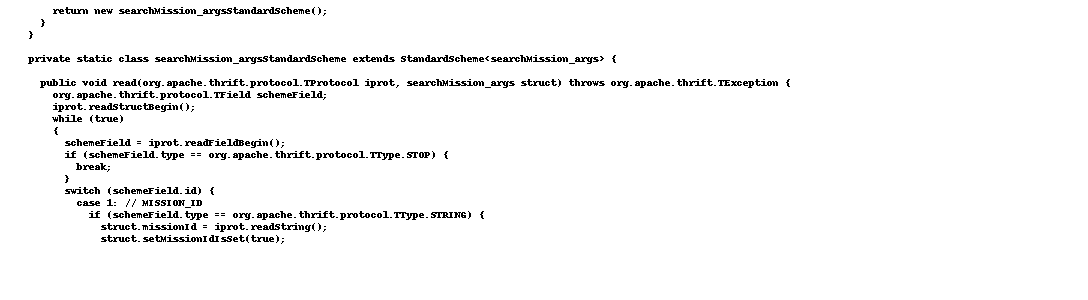 return new searchMission_argsStandardScheme();
}
}
private static class searchMission_argsStandardScheme extends StandardScheme<searchMission_args> {
public void read(org.apache.thrift.protocol.TProtocol iprot, searchMission_args struct) throws org.apache.thrift.TException {
org.apache.thrift.protocol.TField schemeField;
iprot.readStructBegin();
while (true)
{
schemeField = iprot.readFieldBegin();
if (schemeField.type == org.apache.thrift.protocol.TType.STOP) {
break;
}
switch (schemeField.id) {
case 1: // MISSION_ID
if (schemeField.type == org.apache.thrift.protocol.TType.STRING) {
struct.missionId = iprot.readString();
struct.setMissionIdIsSet(true);